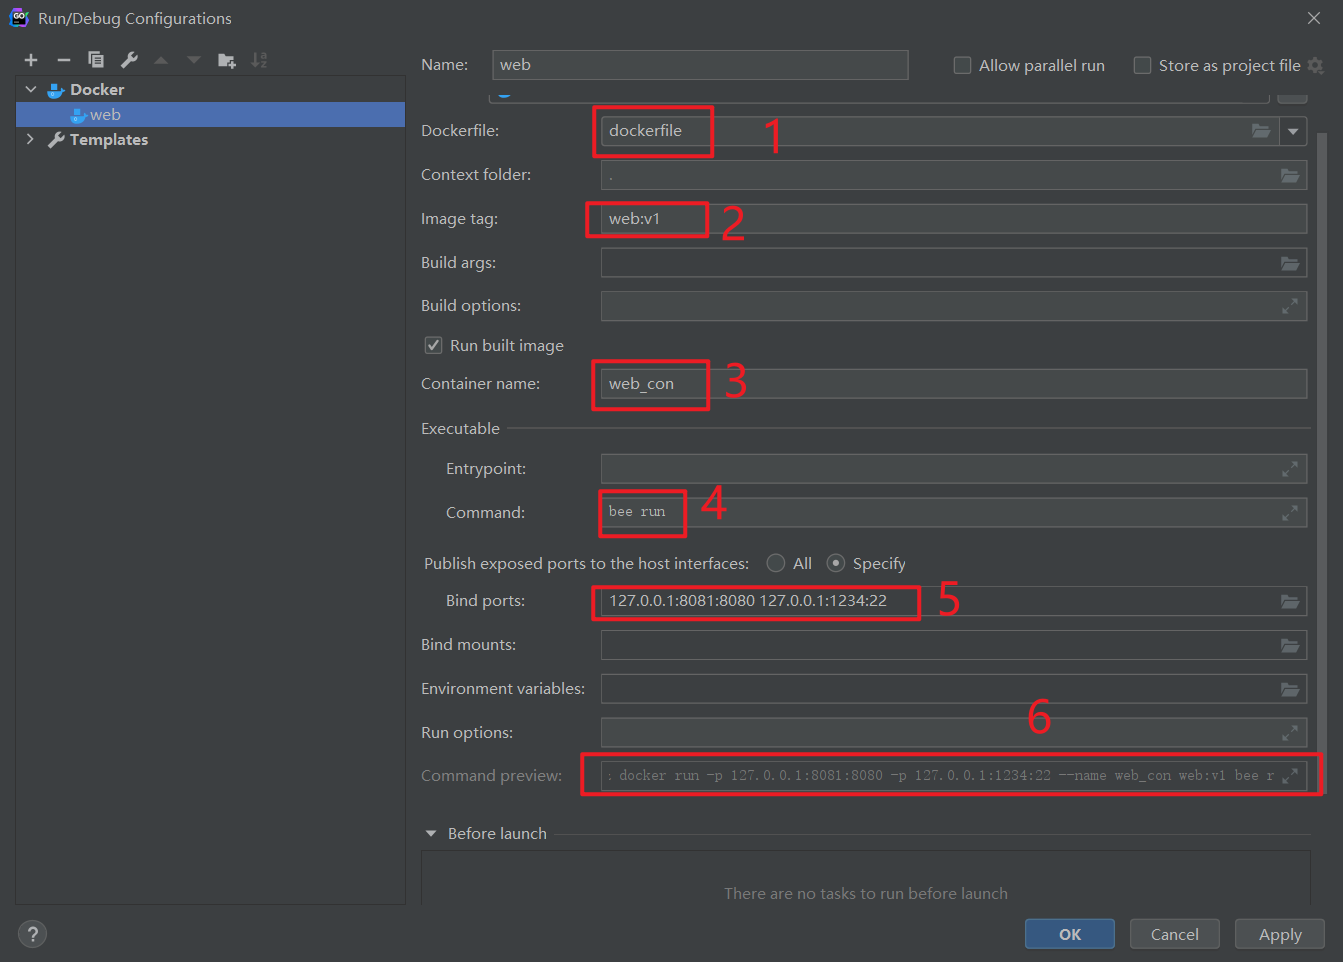 GO
Run/Debug Configurations
Name: web Allow parallel run Store as project file
Docker
web
Templates
Dockerfile: dockerfile 1
Context folder: .
Image tag: web:v1 2
Build args:
Build options:
Run built image
Container name: web_con 3
Executable
Entrypoint:
Command: bee run 4
Publish exposed ports to the host interfaces: All Specify
Bind ports: 127.0.0.1:8081:8080 127.0.0.1:1234:22 5
Bind mounts:
Environment variables:
6
Run options:
Command preview: : docker run -p 127.0.0.1:8081:8080 -p 127.0.0.1:1234:22 --name web_con web:v1 bee r
Before launch
There are no tasks to run before launch
? OK Cancel Apply